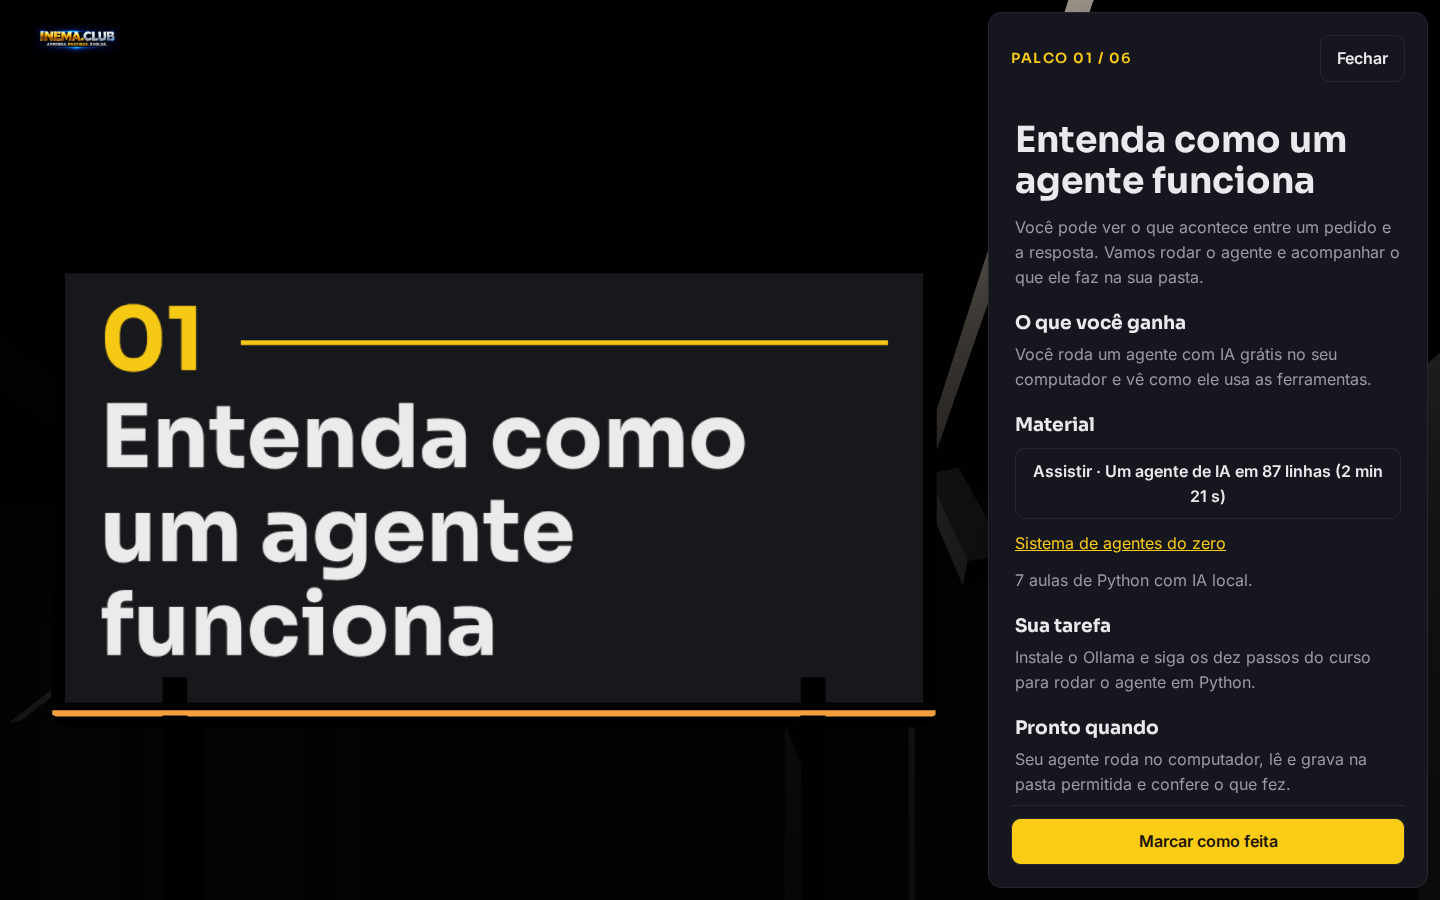 INEMA.CLUB
APRENDA. PRATIQUE. EVOLUA.
01
Entenda como
um agente
funciona
PALCO 01 / 06
Fechar
Entenda como um
agente funciona
Você pode ver o que acontece entre um pedido e
a resposta. Vamos rodar o agente e acompanhar o
que ele faz na sua pasta.
O que você ganha
Você roda um agente com IA grátis no seu
computador e vê como ele usa as ferramentas.
Material
Assistir · Um agente de IA em 87 linhas (2 min
21 s)
Sistema de agentes do zero
7 aulas de Python com IA local.
Sua tarefa
Instale o Ollama e siga os dez passos do curso
para rodar o agente em Python.
Pronto quando
Seu agente roda no computador, lê e grava na
pasta permitida e confere o que fez.
Marcar como feita